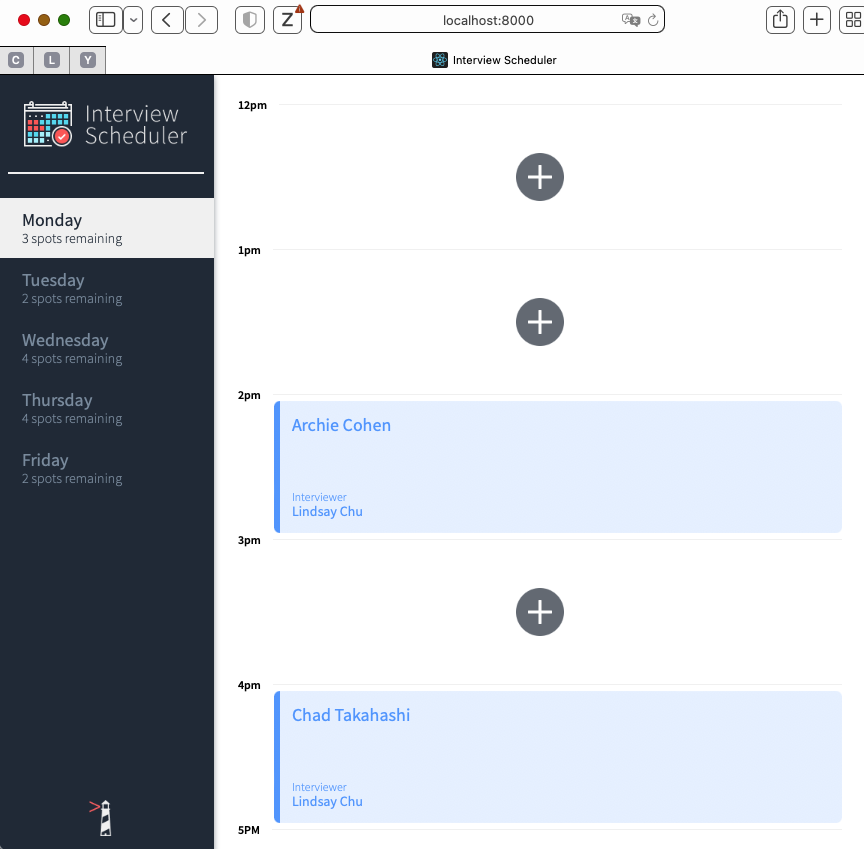 Z
localhost:8000
C
L
Y
Interview Scheduler
Interview
Scheduler
Monday
3 spots remaining
Tuesday
2 spots remaining
Wednesday
4 spots remaining
Thursday
4 spots remaining
Friday
2 spots remaining
12pm
1pm
2pm
Archie Cohen
Interviewer
Lindsay Chu
3pm
4pm
Chad Takahashi
Interviewer
Lindsay Chu
5PM